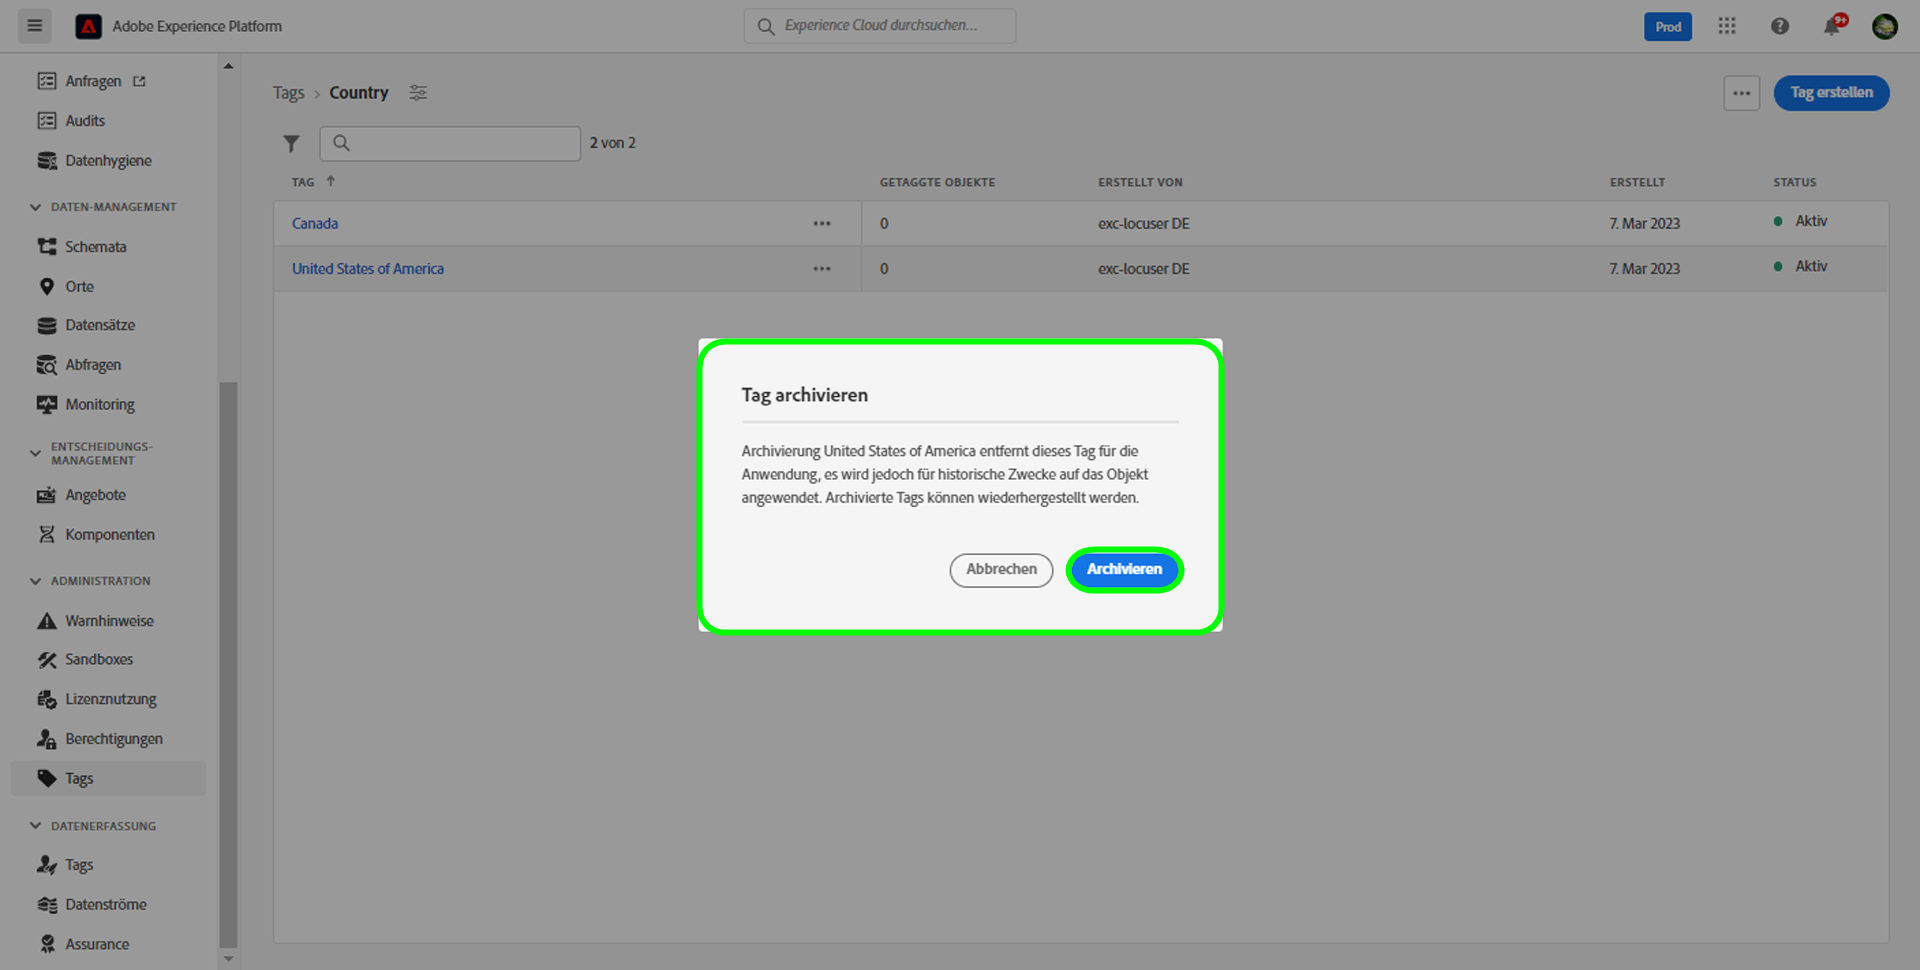 Adobe Experience Platform
Experience Cloud durchsuchen...
Prod
9+
Anfragen
Audits
Datenhygiene
DATEN-MANAGEMENT
Schemata
Orte
Datensätze
Abfragen
Monitoring
ENTSCHEIDUNGS-
MANAGEMENT
Angebote
Komponenten
ADMINISTRATION
Warnhinweise
Sandboxes
Lizenznutzung
Berechtigungen
Tags
DATENERFASSUNG
Tags
Datenströme
Assurance
Tags > Country
Tag erstellen
2 von 2
TAG GETAGGTE OBJEKTE ERSTELLT VON ERSTELLT STATUS
Canada 0 exc-locuser DE 7. Mar 2023 Aktiv
United States of America 0 exc-locuser DE 7. Mar 2023 Aktiv
Tag archivieren
Archivierung United States of America entfernt dieses Tag für die
Anwendung, es wird jedoch für historische Zwecke auf das Objekt
angewendet. Archivierte Tags können wiederhergestellt werden.
Abbrechen
Archivieren